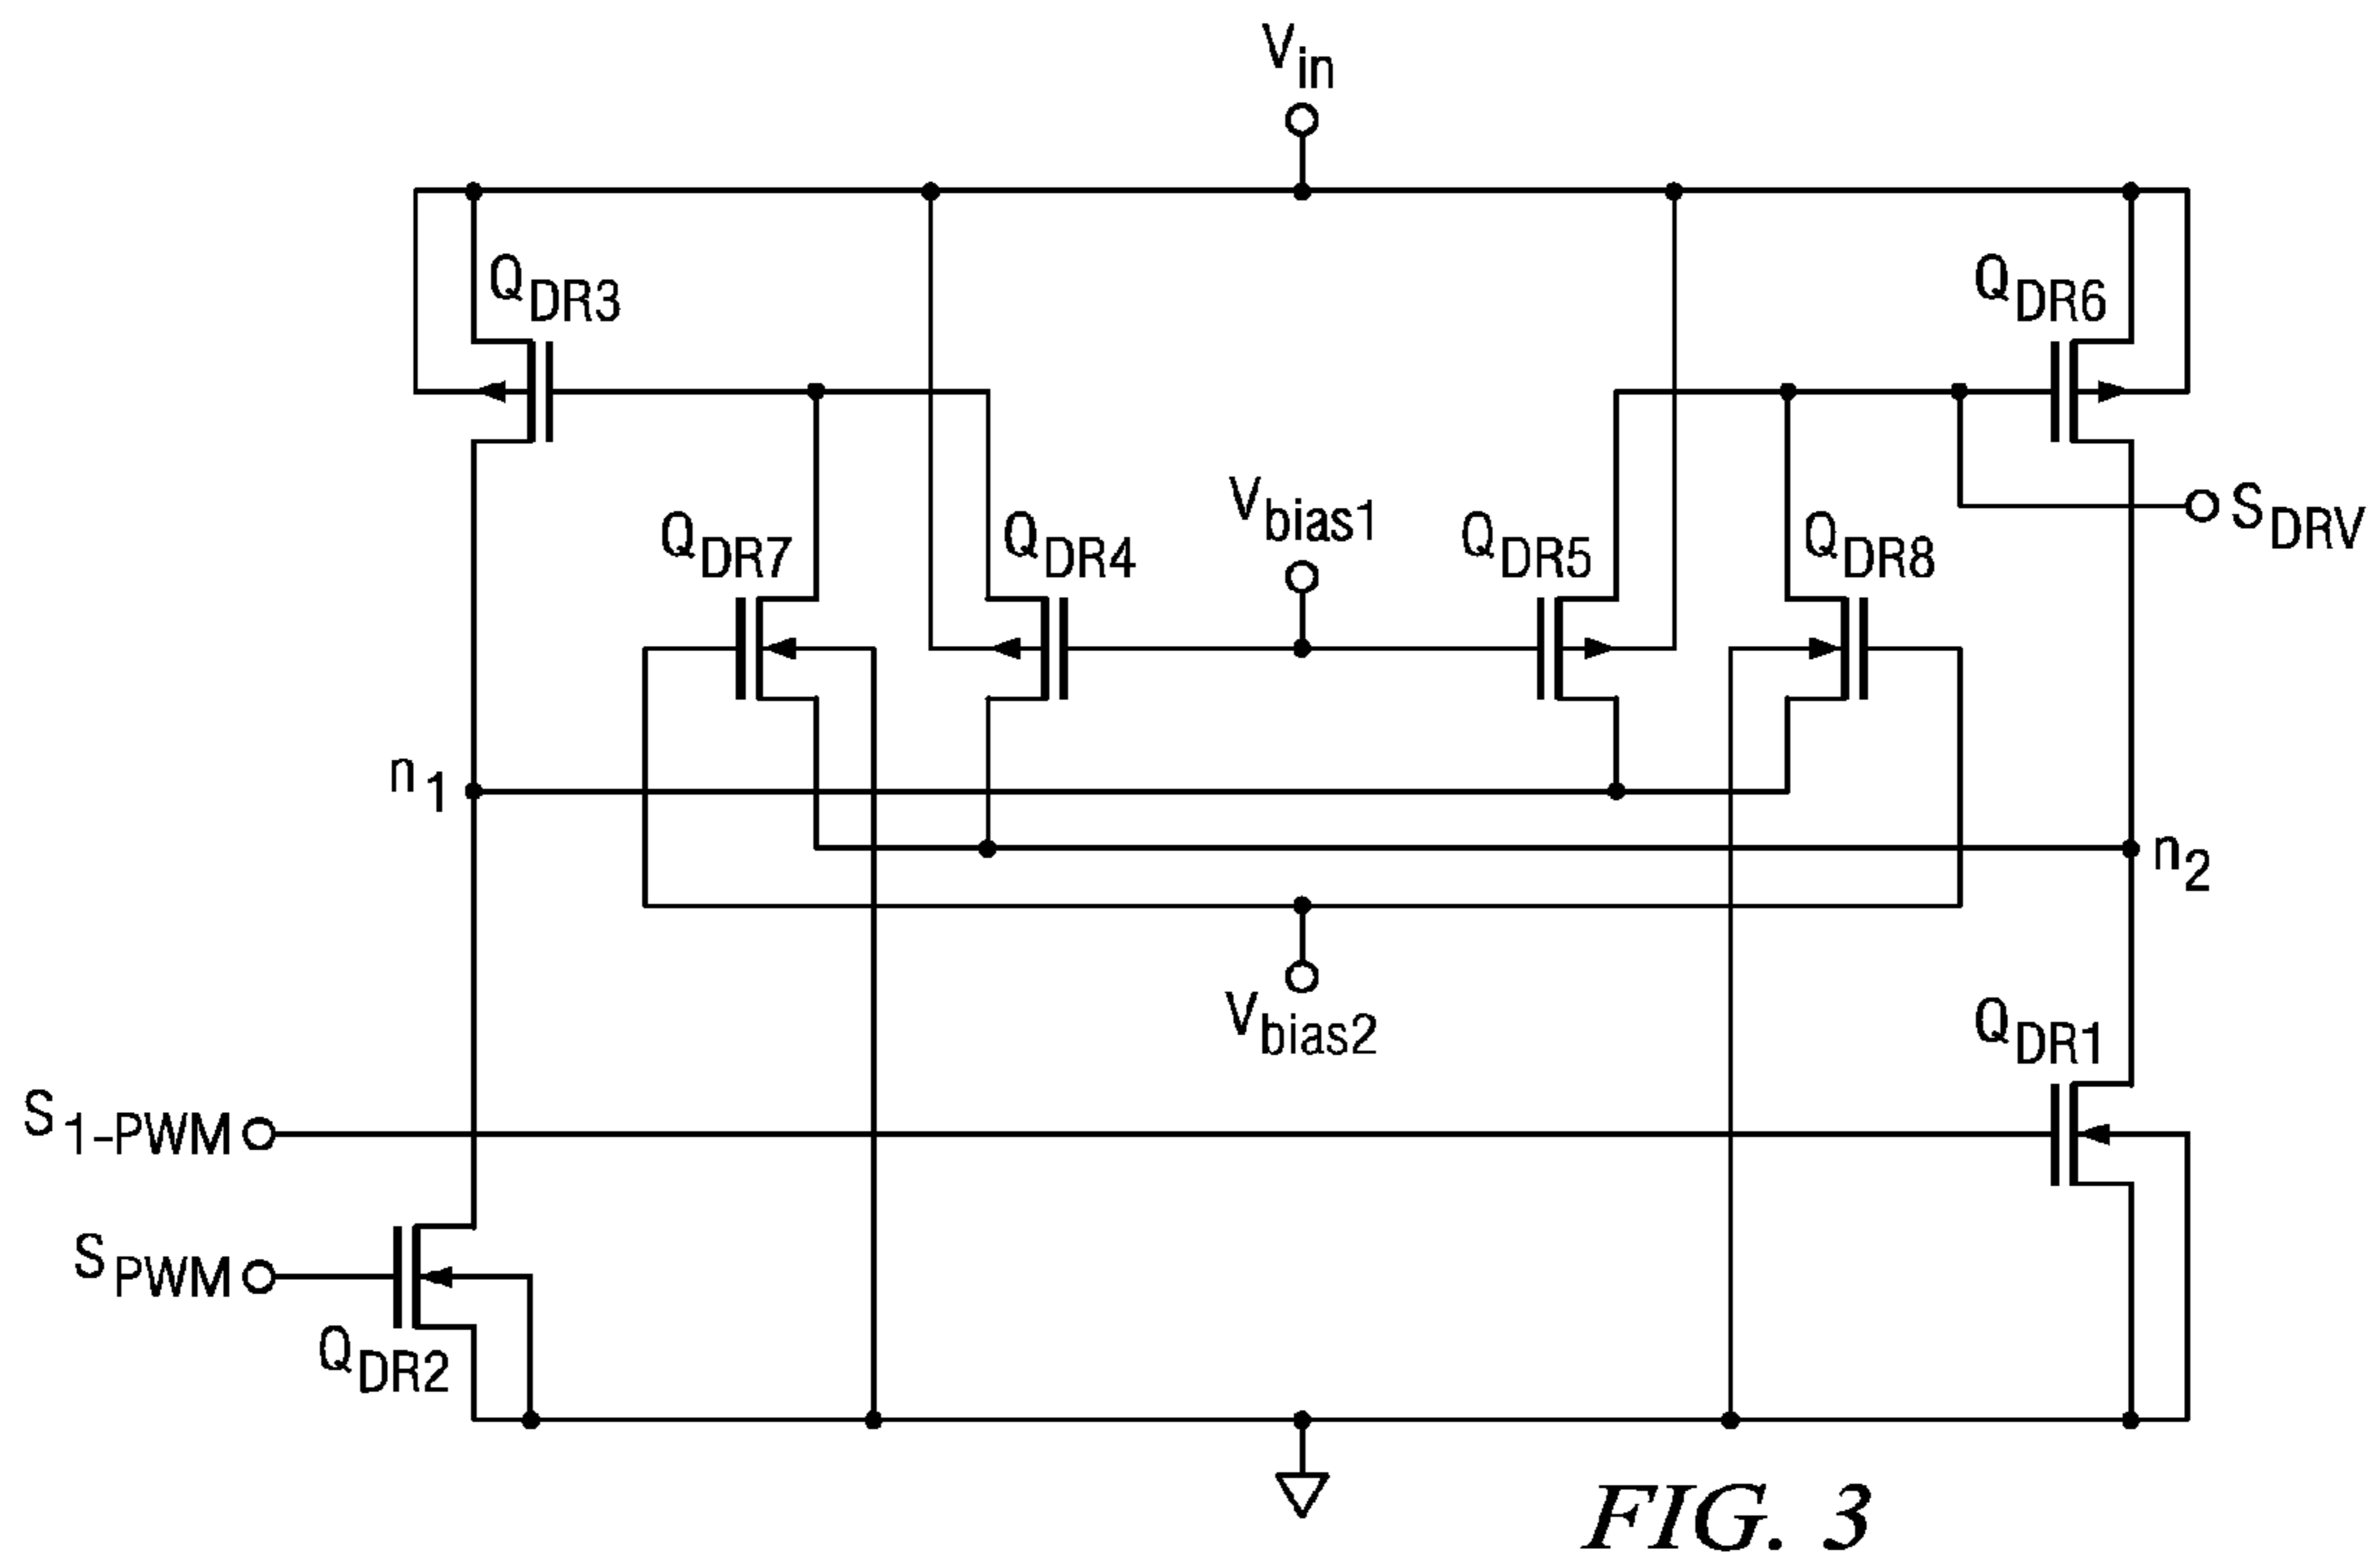 Vin
QDR3
QDR6
Vbias1
SDRV
QDR7
QDR4
QDR5
QDR8
n1
n2
Vbias2
QDR1
S1-PWM
SPWM
QDR2
FIG. 3